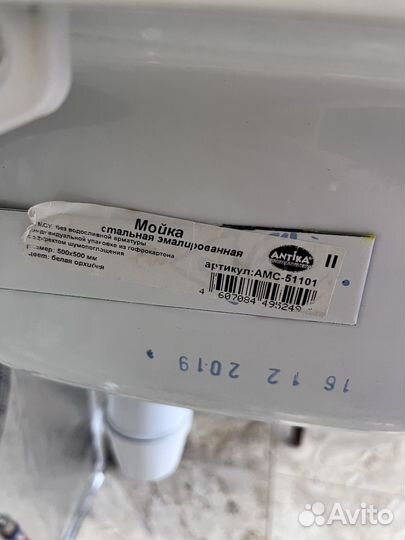 Мойка
стальная эмалированная
без водосливной арматуры
индивидуальной упаковке из гофрокартона
эффектом шумопоглощения
размер: 500х500 мм
цвет: белая орхидея
ANTIKA
II
артикул:АМС-51101
4 607084 495249
16 12 2019
Avito